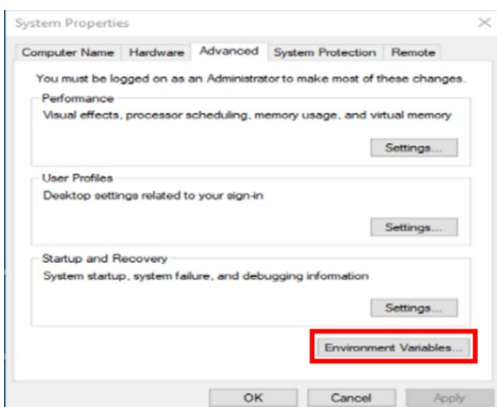 System Properties
Computer Name Hardware Advanced System Protection Remote
You must be logged on as an Administrator to make most of these changes.
Performance
Visual effects, processor scheduling, memory usage, and virtual memory
Settings...
User Profiles
Desktop settings related to your sign-in
Settings...
Startup and Recovery
System startup, system failure, and debugging information
Settings...
Environment Variables...
OK Cancel Apply